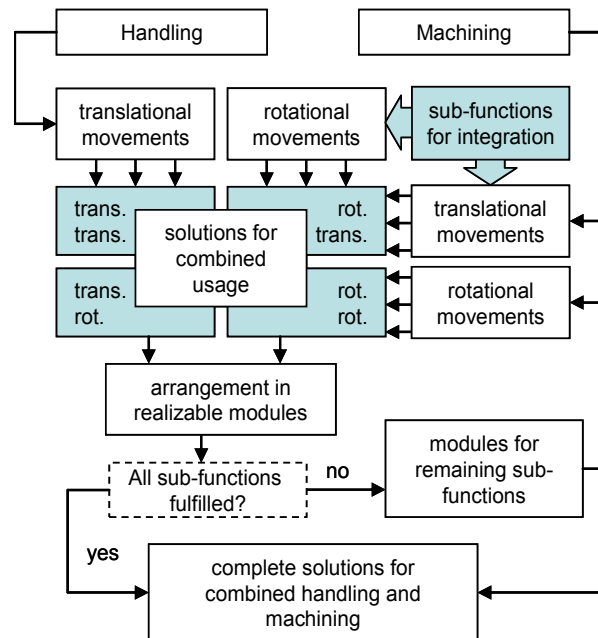 Handling
Machining
translational
movements
rotational
movements
sub-functions
for integration
trans.
trans.
rot.
trans.
solutions for
combined
usage
translational
movements
trans.
rot.
rot.
rot.
rotational
movements
arrangement in
realizable modules
All sub-functions
fulfilled?
no
modules for
remaining sub-
functions
yes
complete solutions for
combined handling and
machining